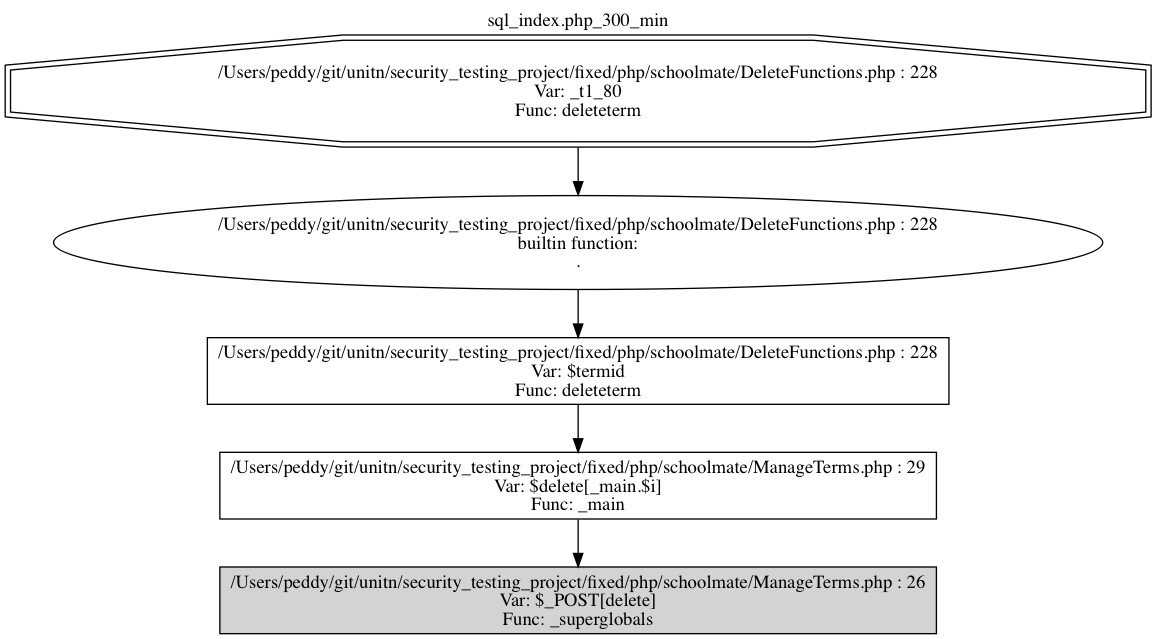 sql_index.php_300_min
/Users/peddy/git/unitn/security_testing_project/fixed/php/schoolmate/DeleteFunctions.php : 228
Var: _t1_80
Func: deleteterm
/Users/peddy/git/unitn/security_testing_project/fixed/php/schoolmate/DeleteFunctions.php : 228
builtin function:
.
/Users/peddy/git/unitn/security_testing_project/fixed/php/schoolmate/DeleteFunctions.php : 228
Var: $termid
Func: deleteterm
/Users/peddy/git/unitn/security_testing_project/fixed/php/schoolmate/ManageTerms.php : 29
Var: $delete[_main.$i]
Func: _main
/Users/peddy/git/unitn/security_testing_project/fixed/php/schoolmate/ManageTerms.php : 26
Var: $_POST[delete]
Func: _superglobals